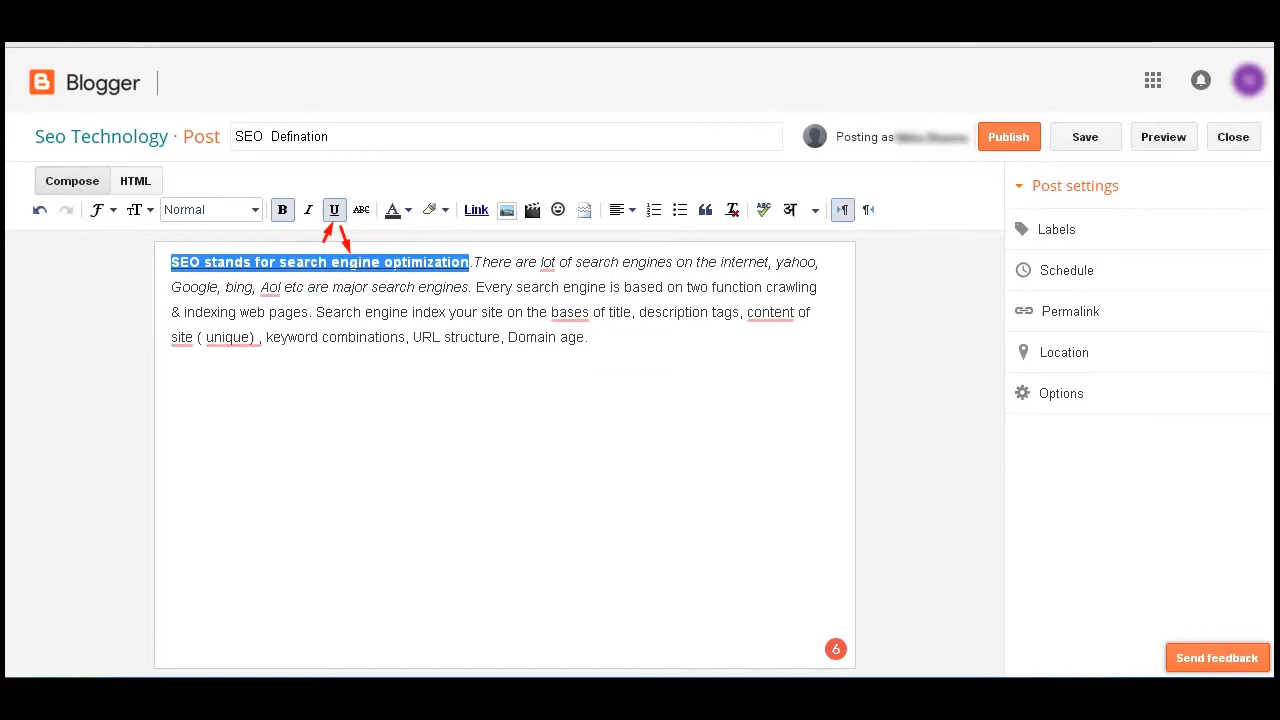 Blogger
Seo Technology · Post SEO Defination Posting as Publish Save Preview Close
Compose HTML
Normal B I U ABC A Link ABC अ
Post settings
Labels
Schedule
Permalink
Location
Options
SEO stands for search engine optimization.There are lot of search engines on the internet, yahoo,
Google, bing, Aol etc are major search engines. Every search engine is based on two function crawling
& indexing web pages. Search engine index your site on the bases of title, description tags, content of
site ( unique) , keyword combinations, URL structure, Domain age.
6
Send feedback